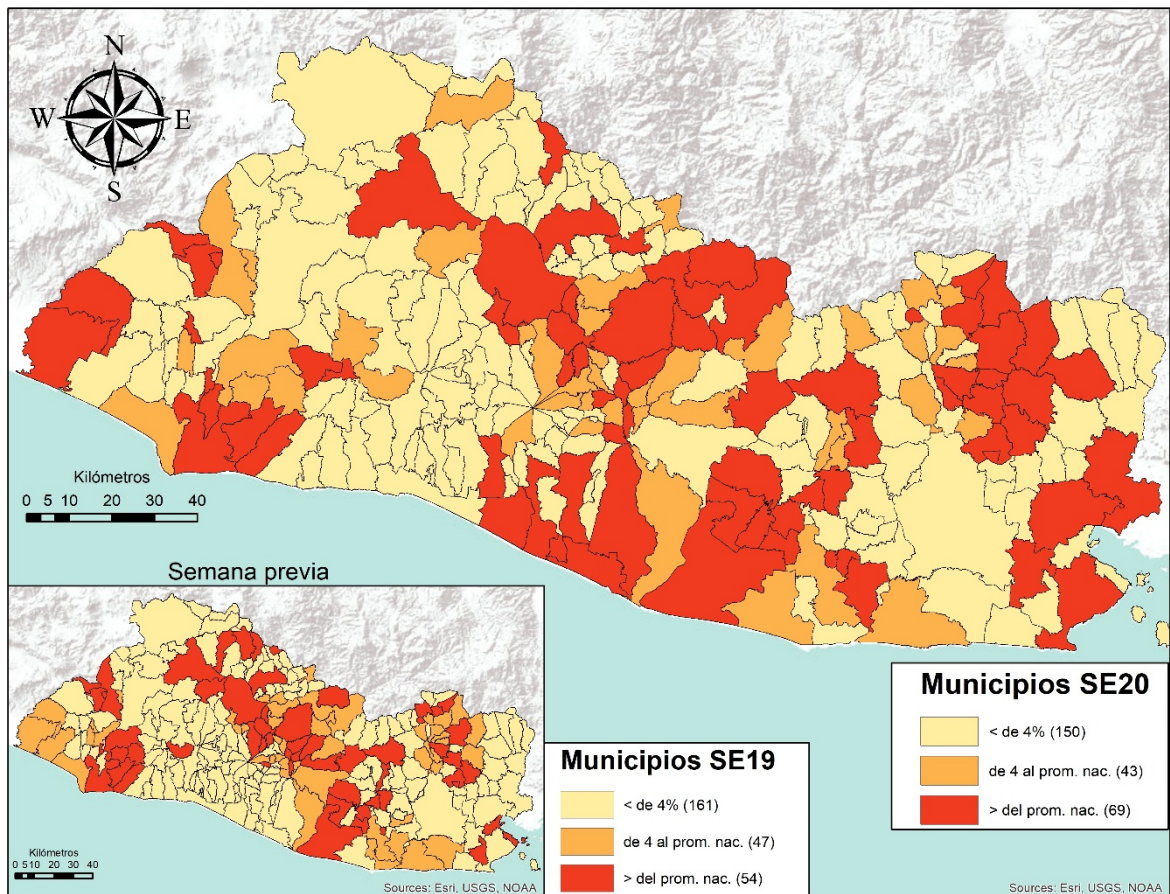 N
W
E
S
Kilómetros
0 5 10 20 30 40
Semana previa
Kilómetros
0 5 10 20 30 40
Sources: Esri, USGS, NOAA
Municipios SE19
< de 4% (161)
de 4 al prom. nac. (47)
> del prom. nac. (54)
Municipios SE20
< de 4% (150)
de 4 al prom. nac. (43)
> del prom. nac. (69)
Sources: Esri, USGS, NOAA